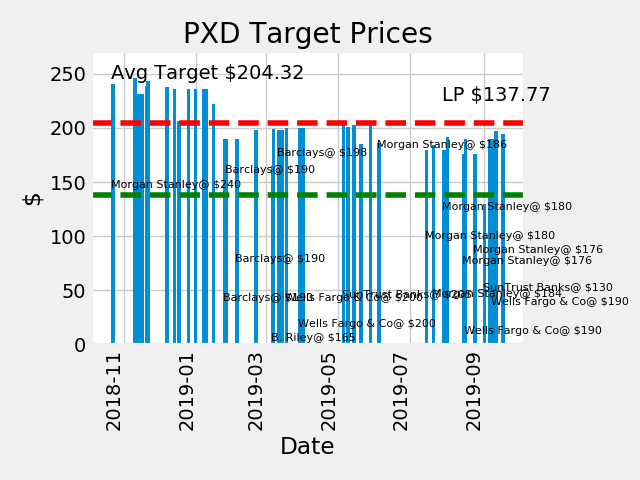 PXD Target Prices
Avg Target $204.32
LP $137.77
250
200
150
100
50
0
$
Morgan Stanley@ $186
Barclays@ $198
Barclays@ $190
Morgan Stanley@ $240
Morgan Stanley@ $180
Morgan Stanley@ $180
Morgan Stanley@ $176
Barclays@ $190
Morgan Stanley@ $176
SunTrust Banks@ $130
SunTrust Banks@ $205
Morgan Stanley@ $184
Barclays@ $190
Wells Fargo & Co@ $200
Wells Fargo & Co@ $190
Wells Fargo & Co@ $200
Wells Fargo & Co@ $190
B. Riley@ $165
2018-11
2019-01
2019-03
2019-05
2019-07
2019-09
Date